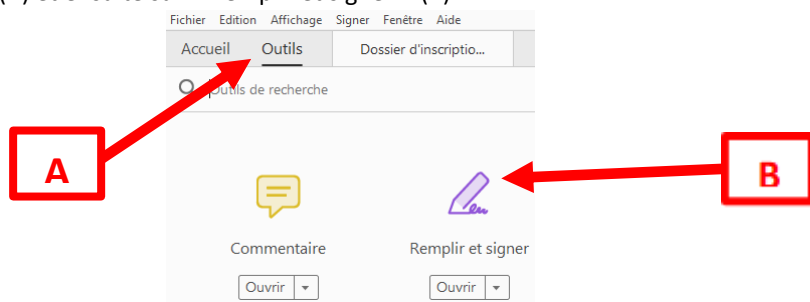 Fichier Edition Affichage Signer Fenêtre Aide
Accueil Outils Dossier d'inscriptio...
Outils de recherche
A
B
Commentaire Remplir et signer
Ouvrir Ouvrir